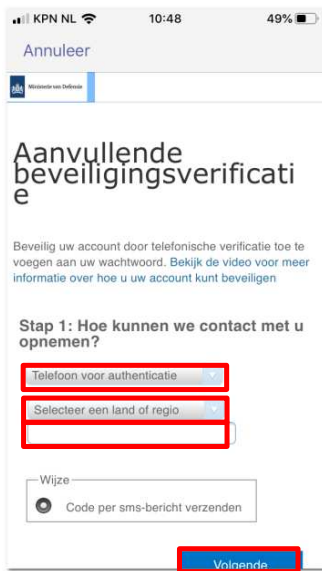 KPN NL 10:48 49%
Annuleer
Ministerie van Defensie
Aanvullende
beveiligingsverificati
e
Beveilig uw account door telefonische verificatie toe te
voegen aan uw wachtwoord. Bekijk de video voor meer
informatie over hoe u uw account kunt beveiligen
Stap 1: Hoe kunnen we contact met u
opnemen?
Telefoon voor authenticatie
Selecteer een land of regio
Wijze
Code per sms-bericht verzenden
Volgende